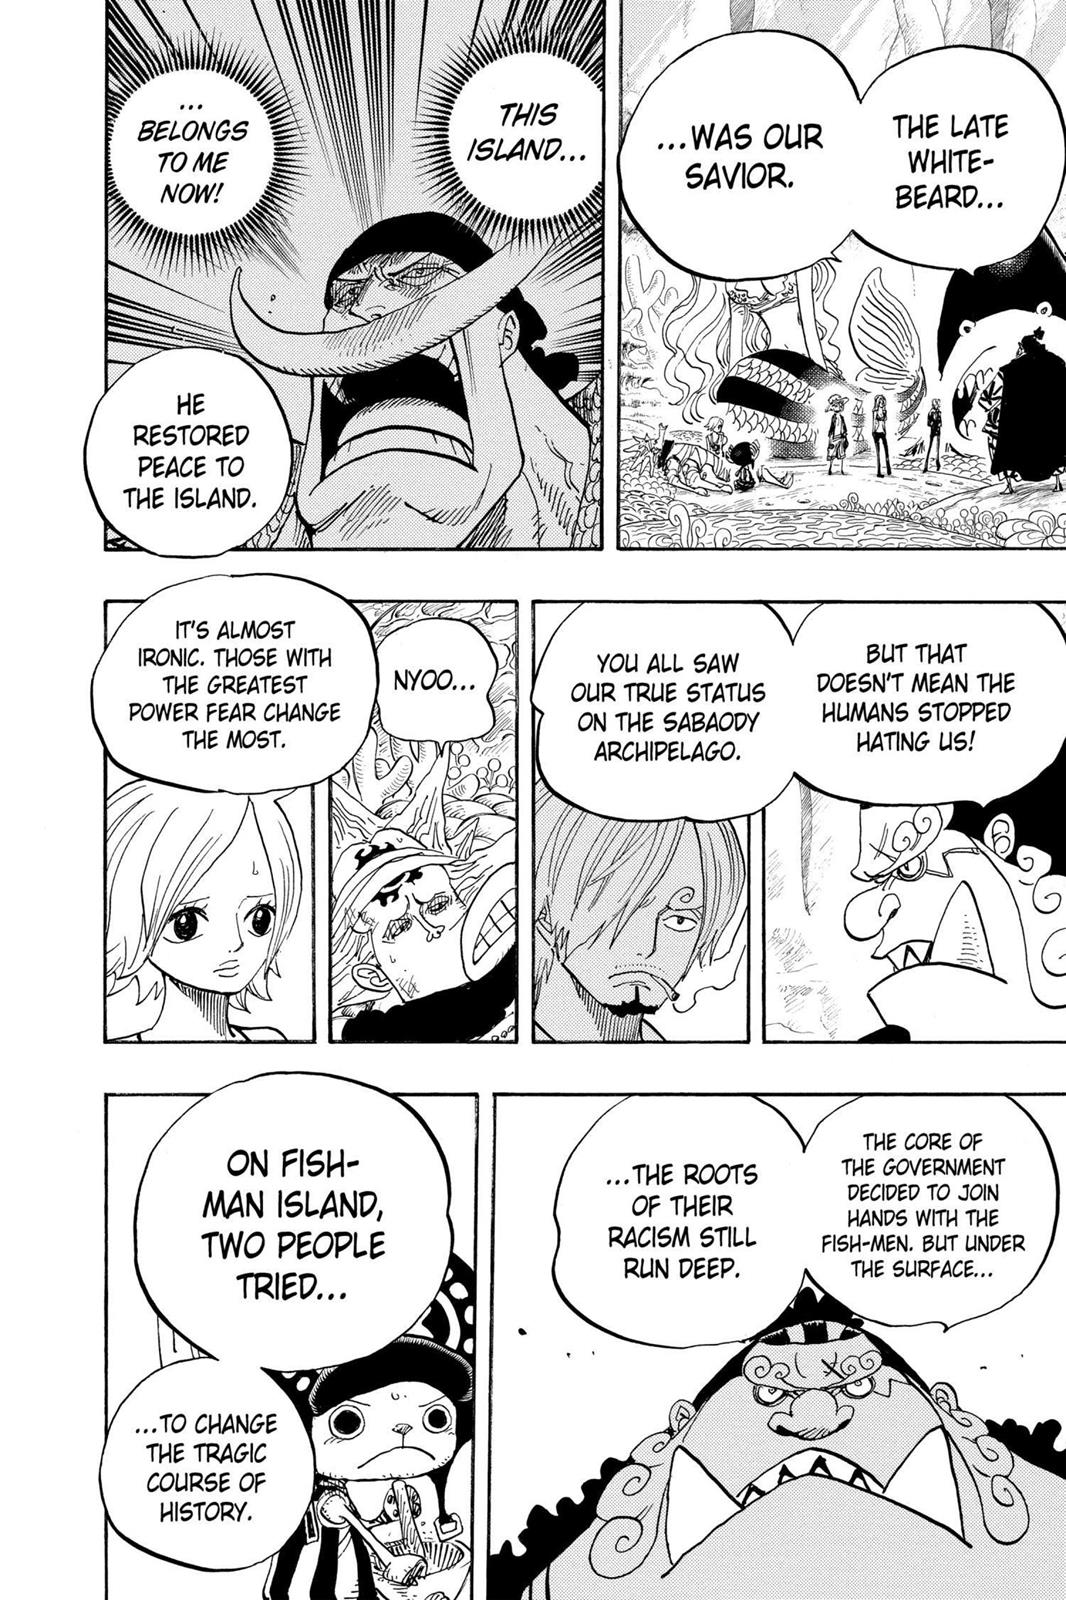 THE LATE
WHITE-
BEARD...
...WAS OUR
SAVIOR.
THIS
ISLAND...
...
BELONGS
TO ME
NOW!
HE
RESTORED
PEACE TO
THE ISLAND.
BUT THAT
DOESN'T MEAN THE
HUMANS STOPPED
HATING US!
YOU ALL SAW
OUR TRUE STATUS
ON THE SABAODY
ARCHIPELAGO.
NYOO...
IT'S ALMOST
IRONIC. THOSE WITH
THE GREATEST
POWER FEAR CHANGE
THE MOST.
THE CORE OF
THE GOVERNMENT
DECIDED TO JOIN
HANDS WITH THE
FISH-MEN. BUT UNDER
THE SURFACE...
...THE ROOTS
OF THEIR
RACISM STILL
RUN DEEP.
ON FISH-
MAN ISLAND,
TWO PEOPLE
TRIED...
...TO CHANGE
THE TRAGIC
COURSE OF
HISTORY.